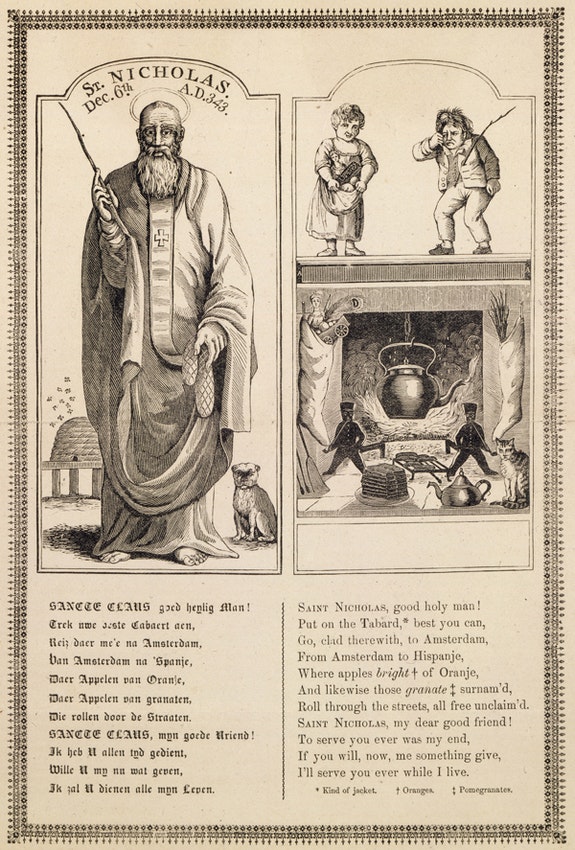 ST. NICHOLAS.
Dec. 6th A.D. 343.
SANCTE CLAUS goed heylig Man!
Trek uwe beste Tabaert aen,
Reiz daer me'e na Amsterdam,
Van Amsterdam na 'Spanje,
Daer Appelen van Oranje,
Daer Appelen van granaten,
Die rollen door de Straaten.
SANCTE CLAUS, myn goede Vriend!
Ik heb U allen tyd gedient,
Wille U my nu wat geven,
Ik zal U dienen alle myn Leven.
SAINT NICHOLAS, good holy man!
Put on the Tabard,* best you can,
Go, clad therewith, to Amsterdam,
From Amsterdam to Hispanje,
Where apples bright † of Oranje,
And likewise those granate ‡ surnam'd,
Roll through the streets, all free unclaim'd.
SAINT NICHOLAS, my dear good friend!
To serve you ever was my end,
If you will, now, me something give,
I'll serve you ever while I live.
* Kind of jacket. † Oranges. ‡ Pomegranates.